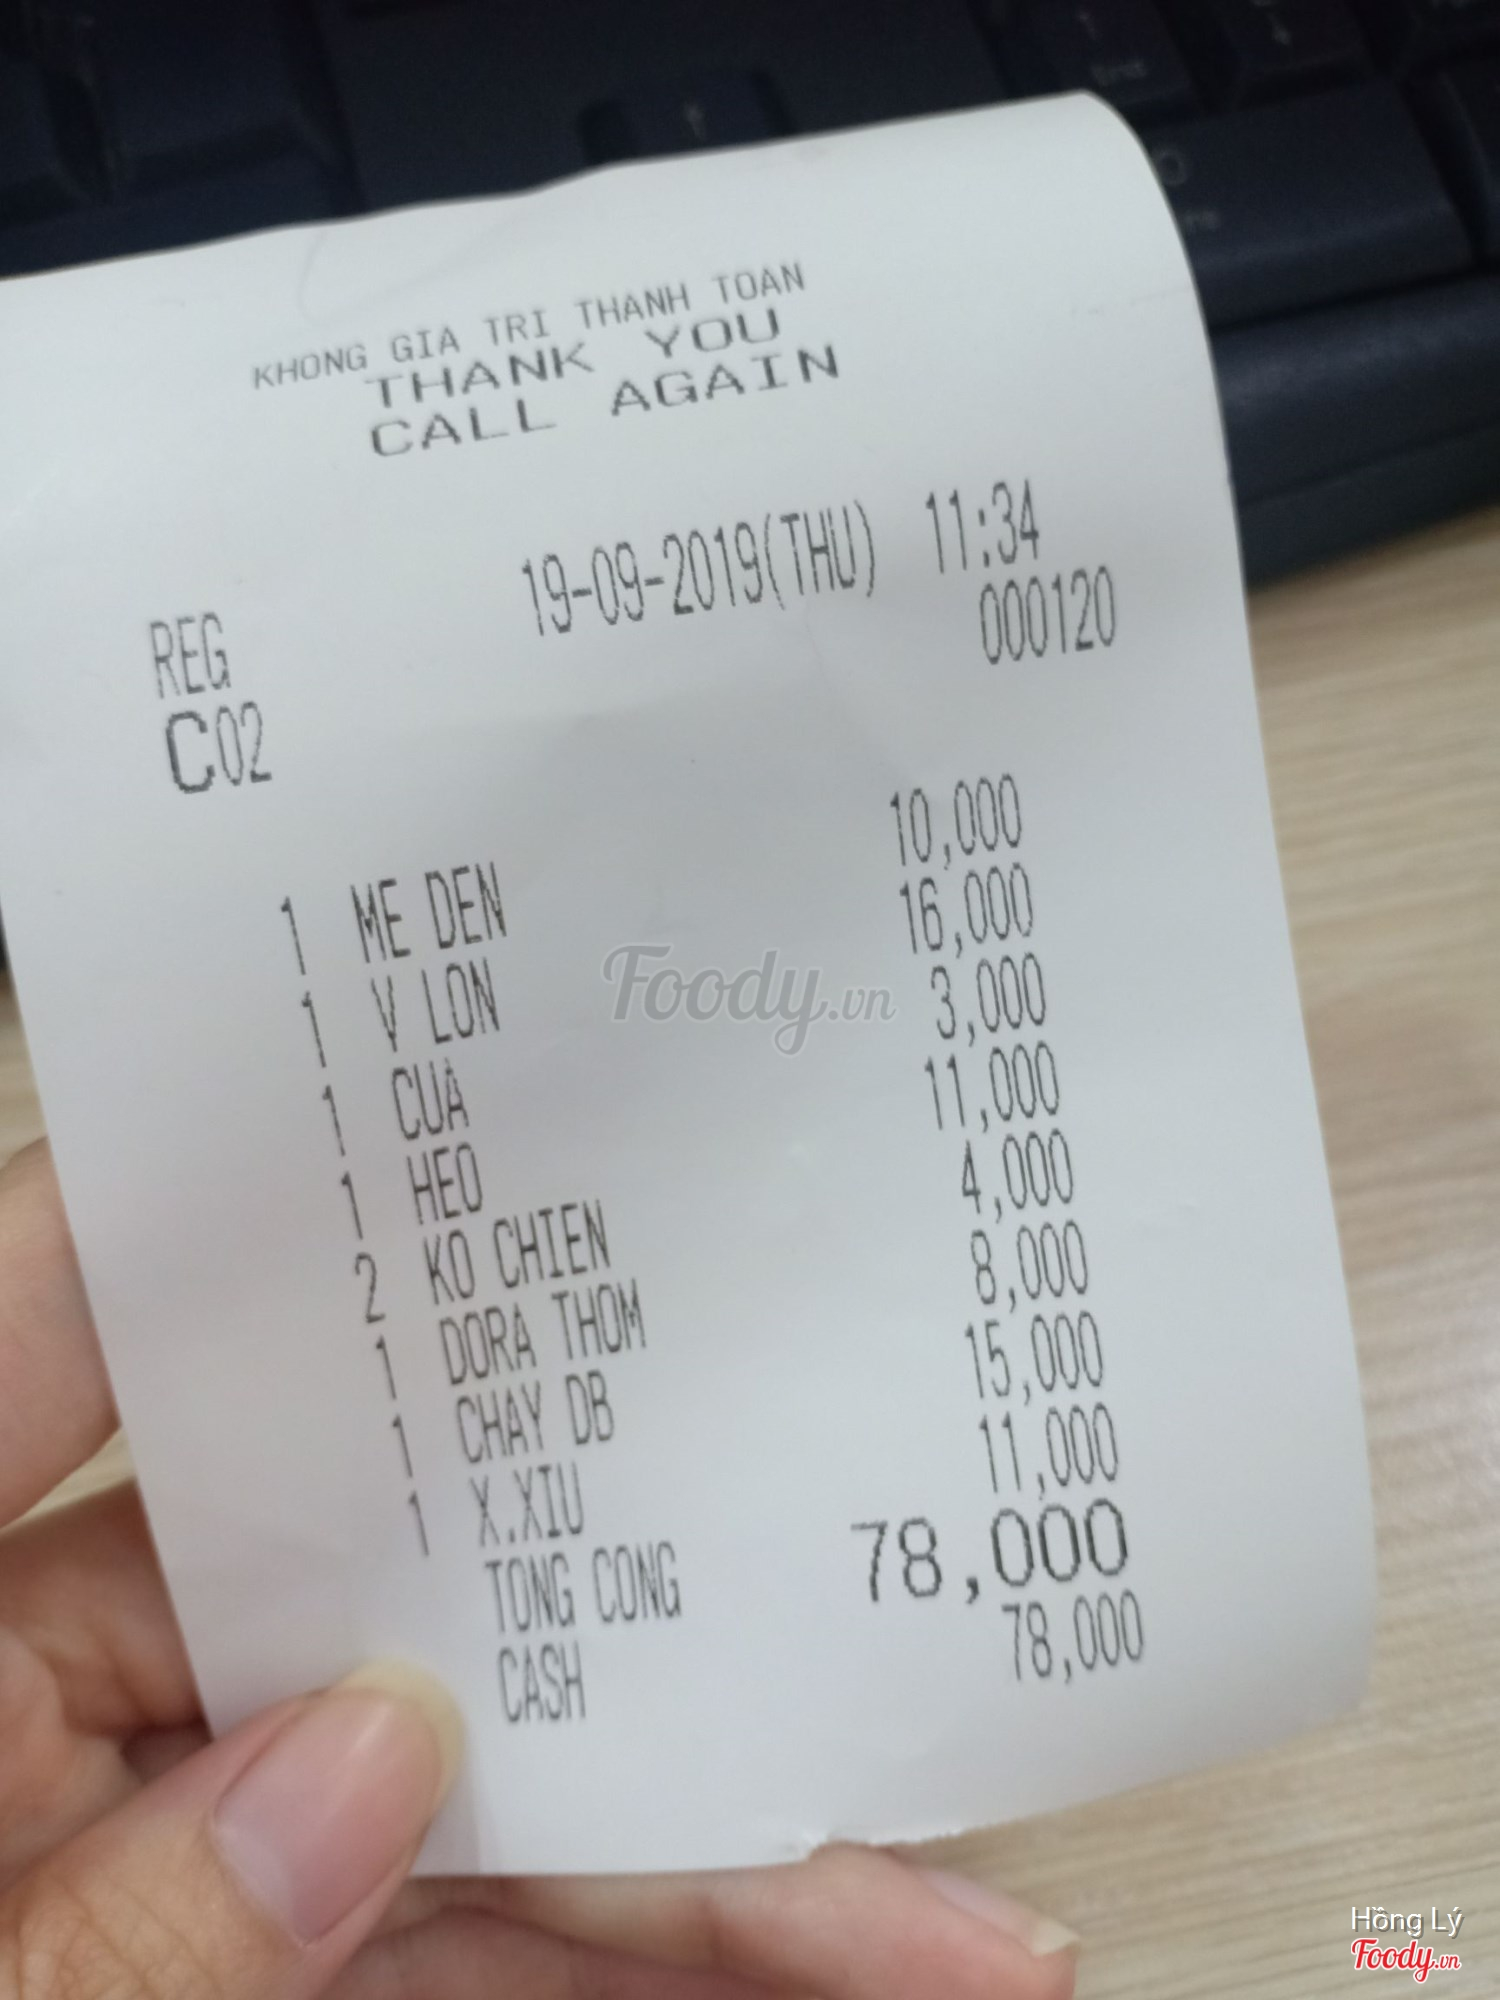 KHONG GIA TRI THANH TOAN
THANK YOU
CALL AGAIN
19-09-2019(THU) 11:34
REG 000120
C02
1 ME DEN 10,000
1 V LON 16,000
1 CUA 3,000
1 HEO 11,000
2 KO CHIEN 4,000
1 DORA THOM 8,000
1 CHAY DB 15,000
1 X.XIU 11,000
TONG CONG 78,000
CASH 78,000
Foody.vn
Hồng Lý
Foody.vn